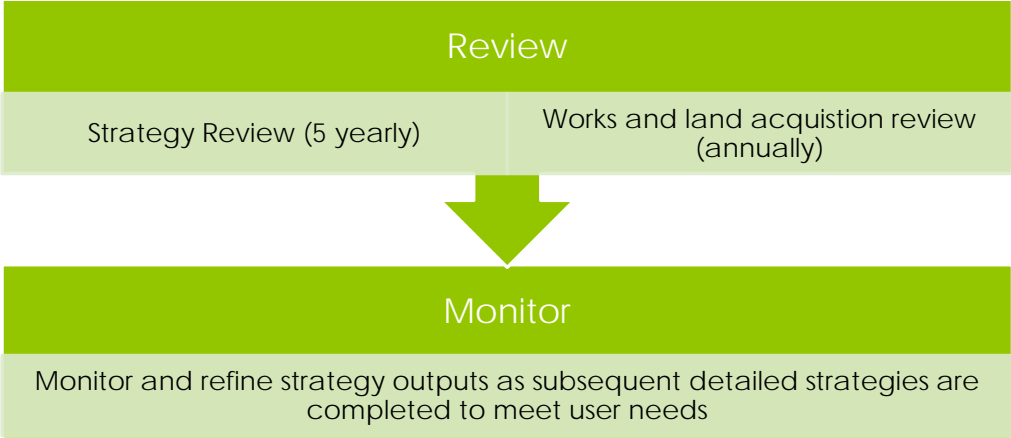 Review
Strategy Review (5 yearly)
Works and land acquistion review
(annually)
Monitor
Monitor and refine strategy outputs as subsequent detailed strategies are
completed to meet user needs